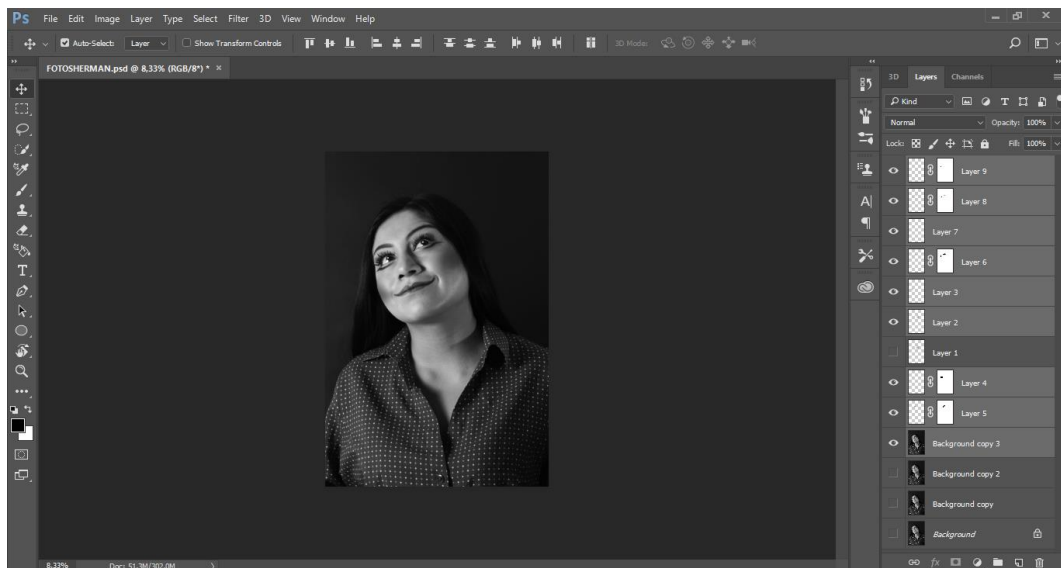 Ps File Edit Image Layer Type Select Filter 3D View Window Help
Auto-Select: Layer Show Transform Controls 3D Mode:
FOTOSHERMAN.psd @ 8,33% (RGB/8*) * ×
3D Layers Channels
Kind
Normal Opacity: 100%
Lock: Fill: 100%
Layer 9
Layer 8
Layer 7
Layer 6
Layer 3
Layer 2
Layer 1
Layer 4
Layer 5
Background copy 3
Background copy 2
Background copy
Background
8,33% Doc: 51,3M/302,0M